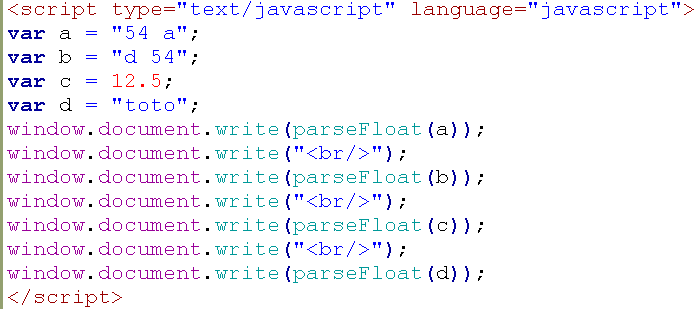 <script type="text/javascript" language="javascript">
var a = "54 a";
var b = "d 54";
var c = 12.5;
var d = "toto";
window.document.write(parseFloat(a));
window.document.write("<br/>");
window.document.write(parseFloat(b));
window.document.write("<br/>");
window.document.write(parseFloat(c));
window.document.write("<br/>");
window.document.write(parseFloat(d));
</script>